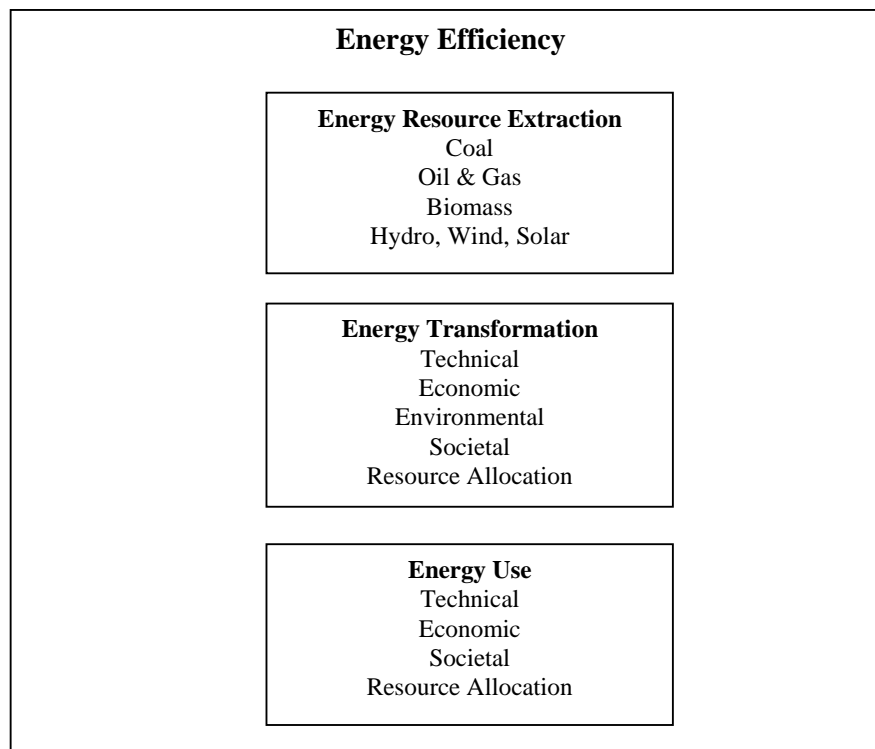 Energy Efficiency
Energy Resource Extraction
Coal
Oil & Gas
Biomass
Hydro, Wind, Solar
Energy Transformation
Technical
Economic
Environmental
Societal
Resource Allocation
Energy Use
Technical
Economic
Societal
Resource Allocation